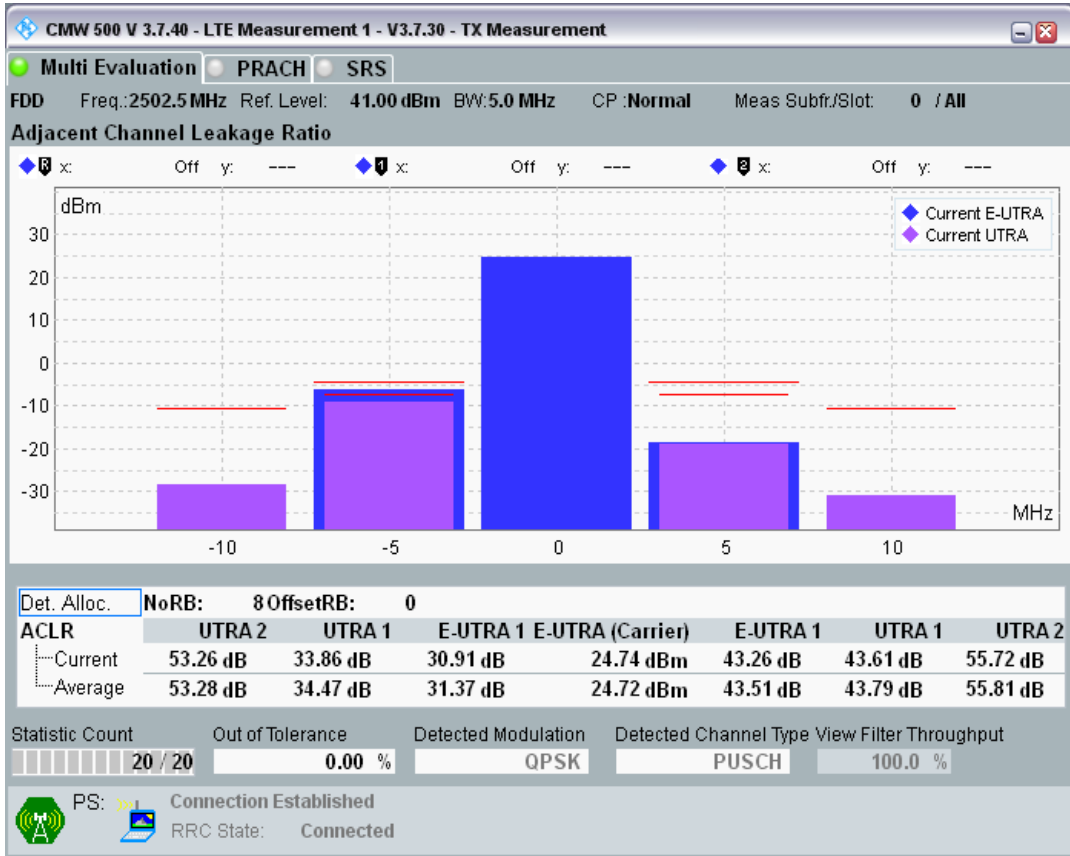 CMW 500 V 3.7.40 - LTE Measurement 1 - V3.7.30 - TX Measurement
Multi Evaluation PRACH SRS
FDD Freq.:2502.5 MHz Ref. Level: 41.00 dBm BW:5.0 MHz CP :Normal Meas Subfr./Slot: 0 / All
Adjacent Channel Leakage Ratio
R x: Off y: --- 1 x: Off y: --- 2 x: Off y: ---
dBm
Current E-UTRA
Current UTRA
30
20
10
0
-10
-20
-30
MHz
-10 -5 0 5 10
Det. Alloc. NoRB: 8 OffsetRB: 0
ACLR UTRA 2 UTRA 1 E-UTRA 1 E-UTRA (Carrier) E-UTRA 1 UTRA 1 UTRA 2
Current 53.26 dB 33.86 dB 30.91 dB 24.74 dBm 43.26 dB 43.61 dB 55.72 dB
Average 53.28 dB 34.47 dB 31.37 dB 24.72 dBm 43.51 dB 43.79 dB 55.81 dB
Statistic Count Out of Tolerance Detected Modulation Detected Channel Type View Filter Throughput
20 / 20 0.00 % QPSK PUSCH 100.0 %
PS: Connection Established
RRC State: Connected